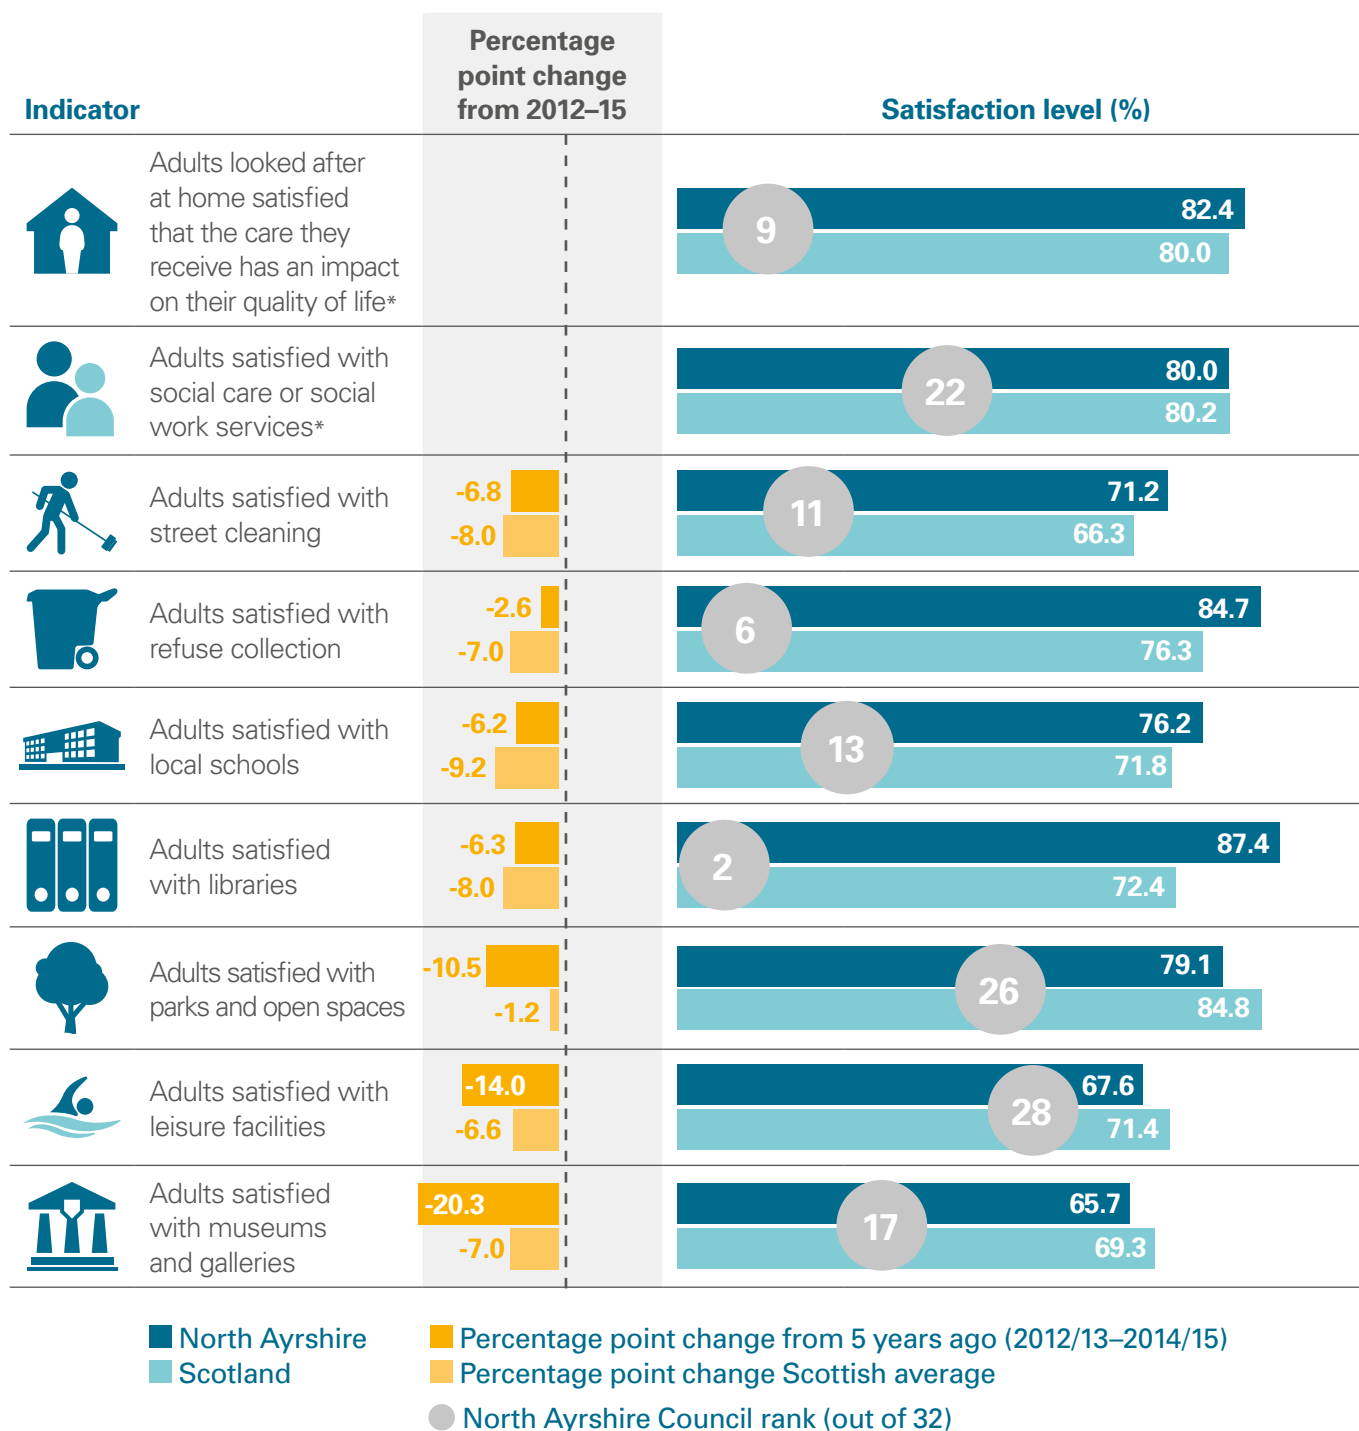 Indicator
Percentage
point change
from 2012–15
Satisfaction level (%)
Adults looked after
at home satisfied
that the care they
receive has an impact
on their quality of life*
9
82.4
80.0
Adults satisfied with
social care or social
work services*
22
80.0
80.2
Adults satisfied with
street cleaning
-6.8
-8.0
11
71.2
66.3
Adults satisfied with
refuse collection
-2.6
-7.0
6
84.7
76.3
Adults satisfied with
local schools
-6.2
-9.2
13
76.2
71.8
Adults satisfied
with libraries
-6.3
-8.0
2
87.4
72.4
Adults satisfied with
parks and open spaces
-10.5
-1.2
26
79.1
84.8
Adults satisfied with
leisure facilities
-14.0
-6.6
28
67.6
71.4
Adults satisfied
with museums
and galleries
-20.3
-7.0
17
65.7
69.3
North Ayrshire
Scotland
Percentage point change from 5 years ago (2012/13–2014/15)
Percentage point change Scottish average
North Ayrshire Council rank (out of 32)